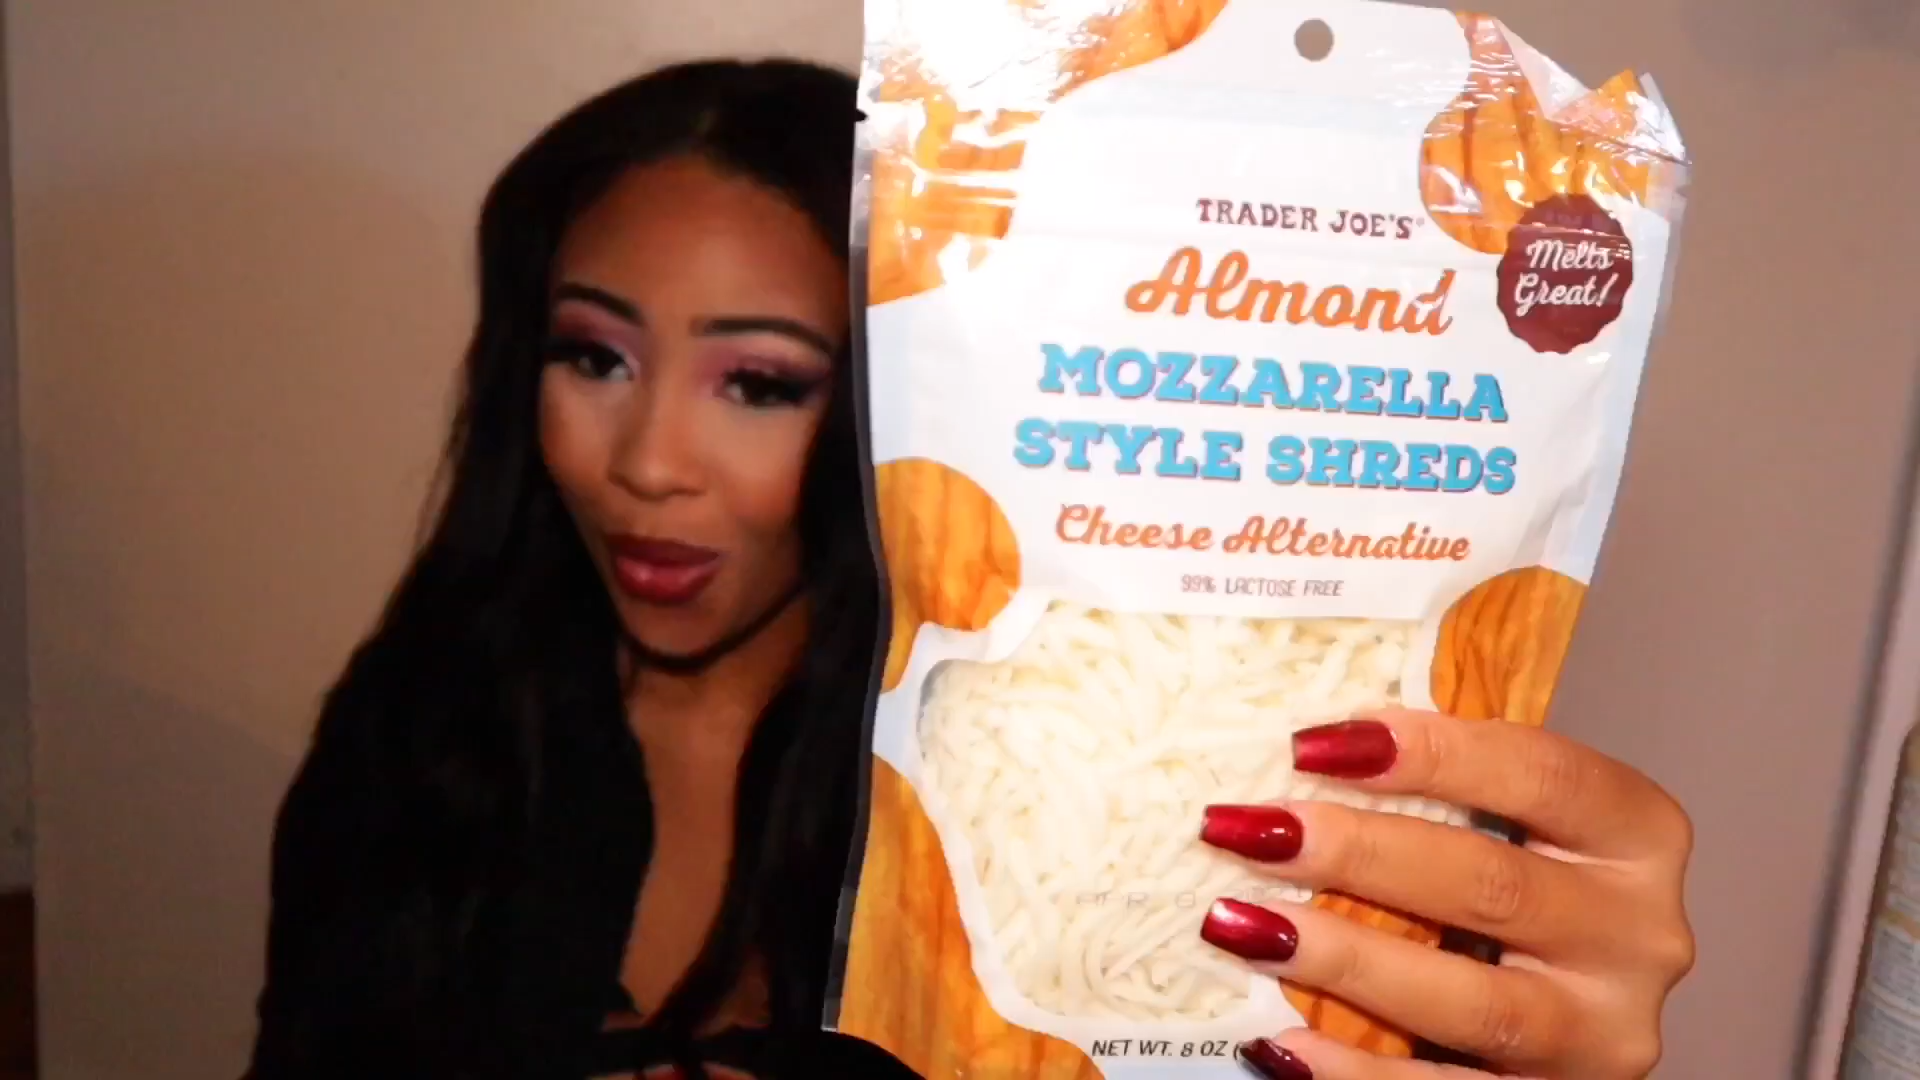 TRADER JOE'S
Almond
Melts
Great!
MOZZARELLA
STYLE SHREDS
Cheese Alternative
99% LACTOSE FREE
NET WT. 8 OZ (